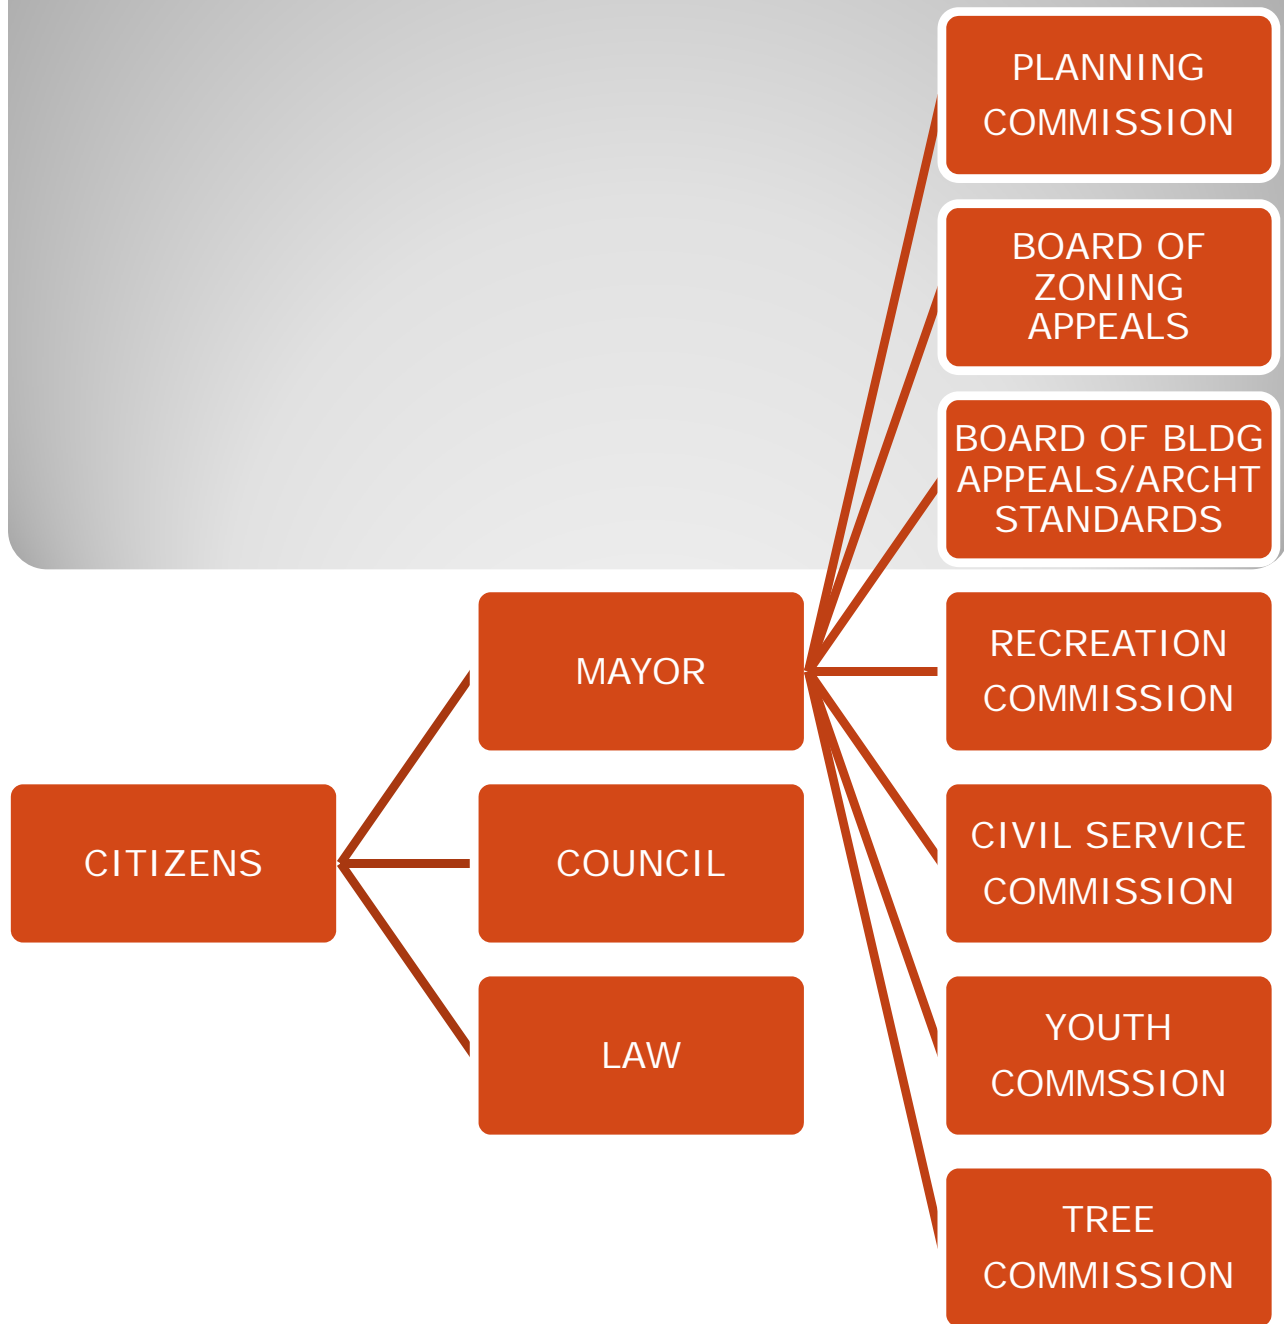 PLANNING
COMMISSION
BOARD OF
ZONING
APPEALS
BOARD OF BLDG
APPEALS/ARCHT
STANDARDS
MAYOR
RECREATION
COMMISSION
CITIZENS
COUNCIL
CIVIL SERVICE
COMMISSION
LAW
YOUTH
COMMSSION
TREE
COMMISSION